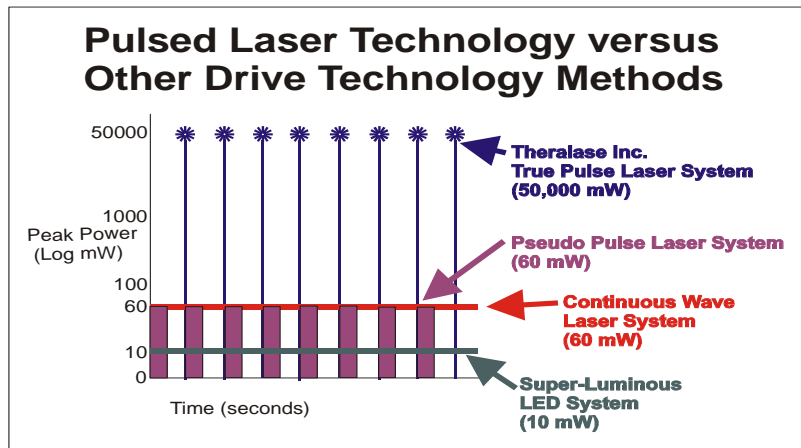 Pulsed Laser Technology versus
Other Drive Technology Methods
50000
1000
Peak Power
(Log mW)
100
60
10
0
Time (seconds)
Theralase Inc.
True Pulse Laser System
(50,000 mW)
Pseudo Pulse Laser System
(60 mW)
Continuous Wave
Laser System
(60 mW)
Super-Luminous
LED System
(10 mW)